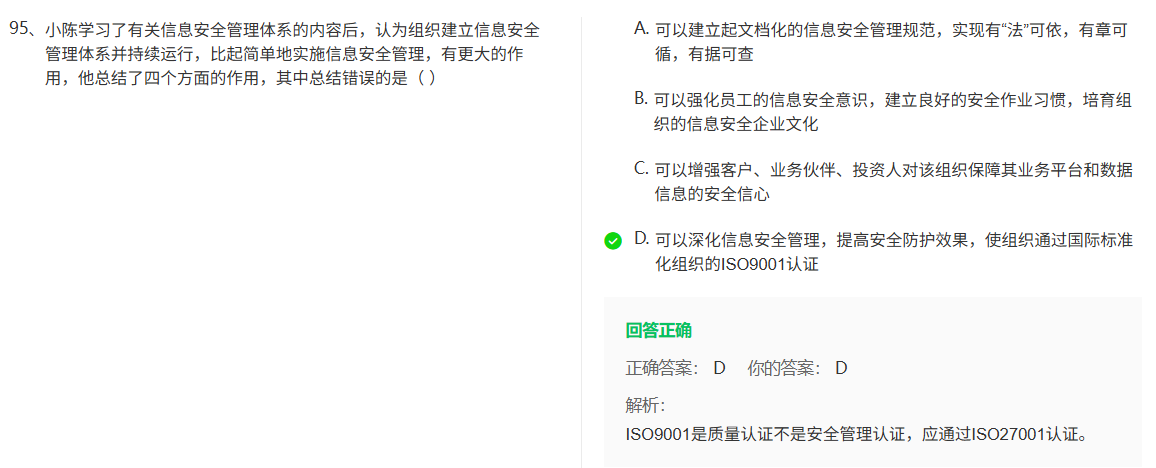 95、小陈学习了有关信息安全管理体系的内容后，认为组织建立信息安全
管理体系并持续运行，比起简单地实施信息安全管理，有更大的作
用，他总结了四个方面的作用，其中总结错误的是（ ）
A. 可以建立起文档化的信息安全管理规范，实现有“法”可依，有章可
循，有据可查
B. 可以强化员工的信息安全意识，建立良好的安全作业习惯，培育组
织的信息安全企业文化
C. 可以增强客户、业务伙伴、投资人对该组织保障其业务平台和数据
信息的安全信心
D. 可以深化信息安全管理，提高安全防护效果，使组织通过国际标准
化组织的ISO9001认证
回答正确
正确答案： D 你的答案： D
解析：
ISO9001是质量认证不是安全管理认证，应通过ISO27001认证。